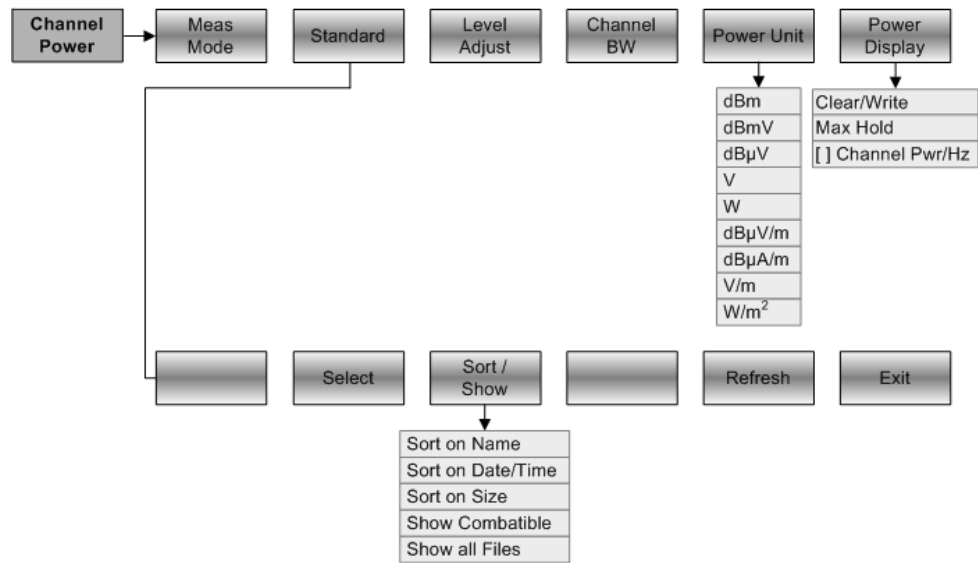 Channel
Power
Meas
Mode
Standard
Level
Adjust
Channel
BW
Power Unit
Power
Display
dBm
dBmV
dBµV
V
W
dBµV/m
dBµA/m
V/m
W/m²
Clear/Write
Max Hold
[ ] Channel Pwr/Hz
Select
Sort /
Show
Refresh
Exit
Sort on Name
Sort on Date/Time
Sort on Size
Show Combatible
Show all Files